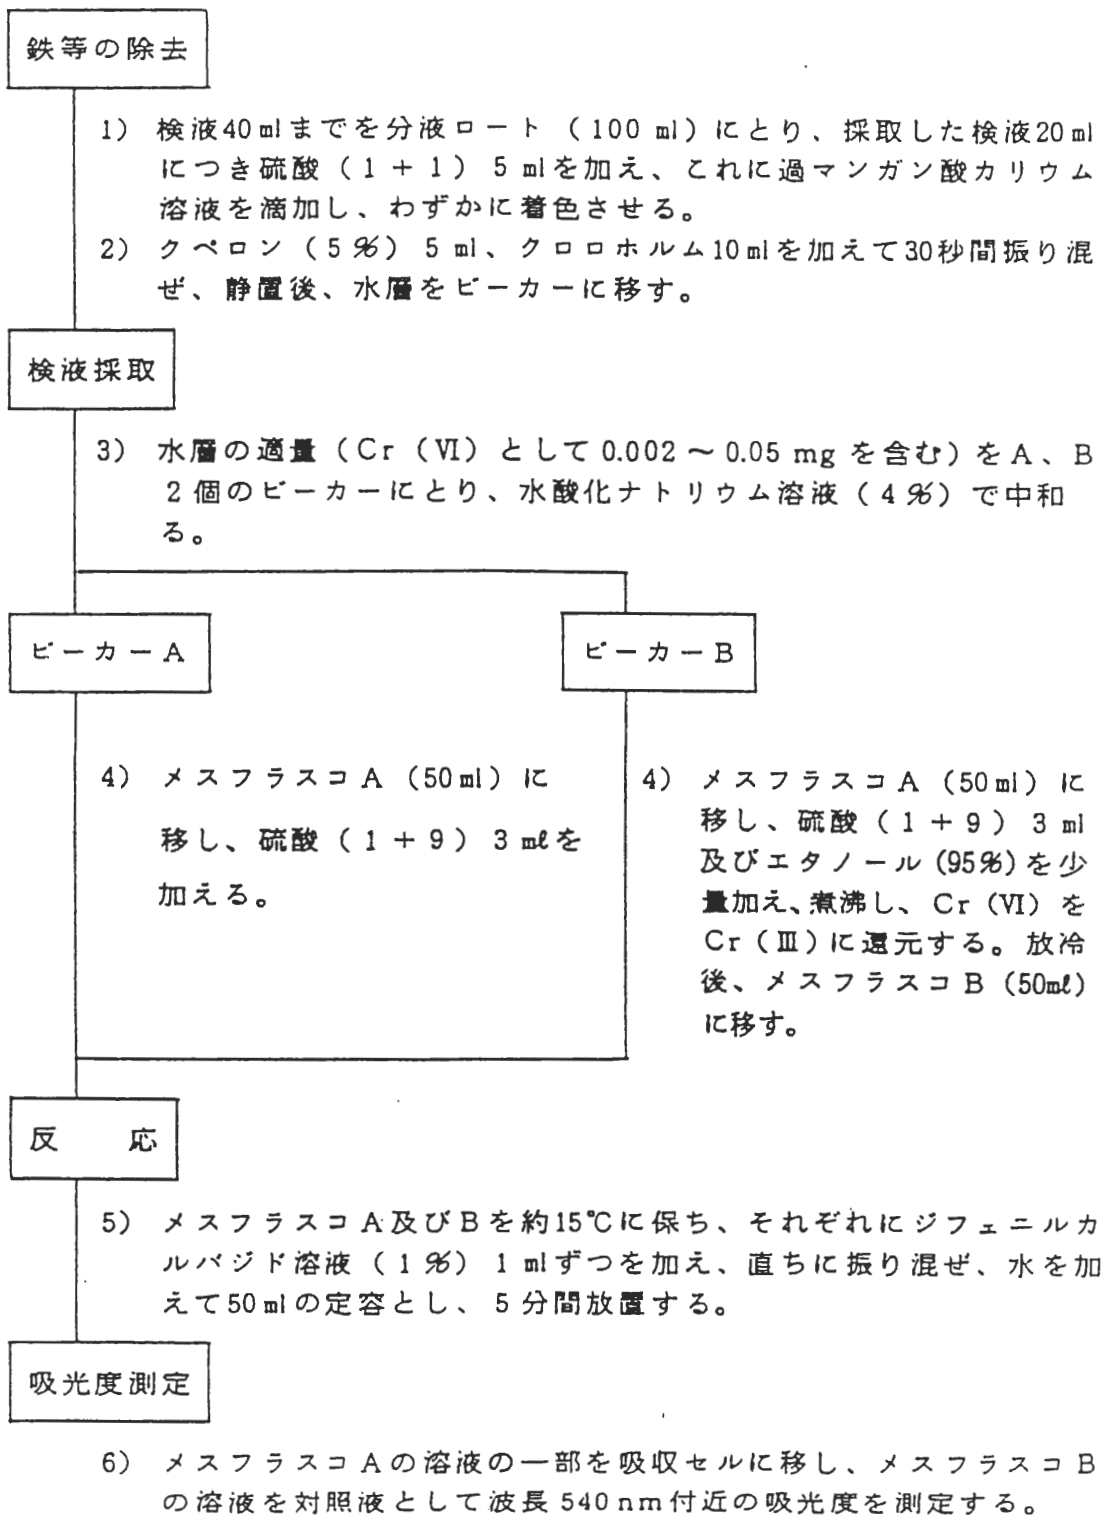 鉄等の除去
1) 検液40mlまでを分液ロート(100 ml)にとり、採取した検液20ml
につき硫酸(1+1) 5mlを加え、これに過マンガン酸カリウム
溶液を滴加し、わずかに着色させる。
2) クペロン(5%) 5ml、クロロホルム10mlを加えて30秒間振り混
ぜ、静置後、水層をビーカーに移す。
検液採取
3) 水層の適量(Cr(Ⅵ)として0.002~0.05 mgを含む)をA、B
2個のビーカーにとり、水酸化ナトリウム溶液(4%)で中和
る。
ビーカーA
4) メスフラスコA(50ml)に
移し、硫酸(1+9) 3mℓを
加える。
ビーカーB
4) メスフラスコA(50ml)に
移し、硫酸(1+9) 3ml
及びエタノール(95%)を少
量加え、煮沸し、Cr(Ⅵ)を
Cr(Ⅲ)に還元する。放冷
後、メスフラスコB(50mℓ)
に移す。
反 応
5) メスフラスコA及びBを約15℃に保ち、それぞれにジフェニルカ
ルバジド溶液(1%) 1mlずつを加え、直ちに振り混ぜ、水を加
えて50mlの定容とし、5分間放置する。
吸光度測定
6) メスフラスコAの溶液の一部を吸収セルに移し、メスフラスコB
の溶液を対照液として波長540nm付近の吸光度を測定する。